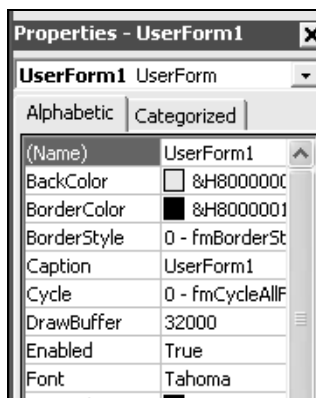 Properties - UserForm1
UserForm1 UserForm
Alphabetic Categorized
(Name) UserForm1
BackColor &H8000000
BorderColor &H8000001
BorderStyle 0 - fmBorderSt
Caption UserForm1
Cycle 0 - fmCycleAllF
DrawBuffer 32000
Enabled True
Font Tahoma